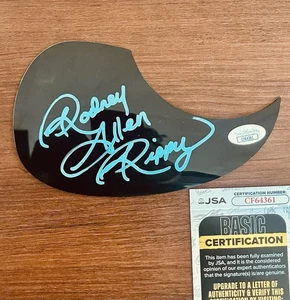 Rodney
Allen
Rippy
JSA
CERTIFICATION NUMBER
CF64361
BASIC
CERTIFICATION
This item has been fully examined
by JSA, and it is the considered
opinion of our expert authenticators
that the signature(s) is/are genuine.
UPGRADE TO A LETTER OF
AUTHENTICITY & VERIFY THIS